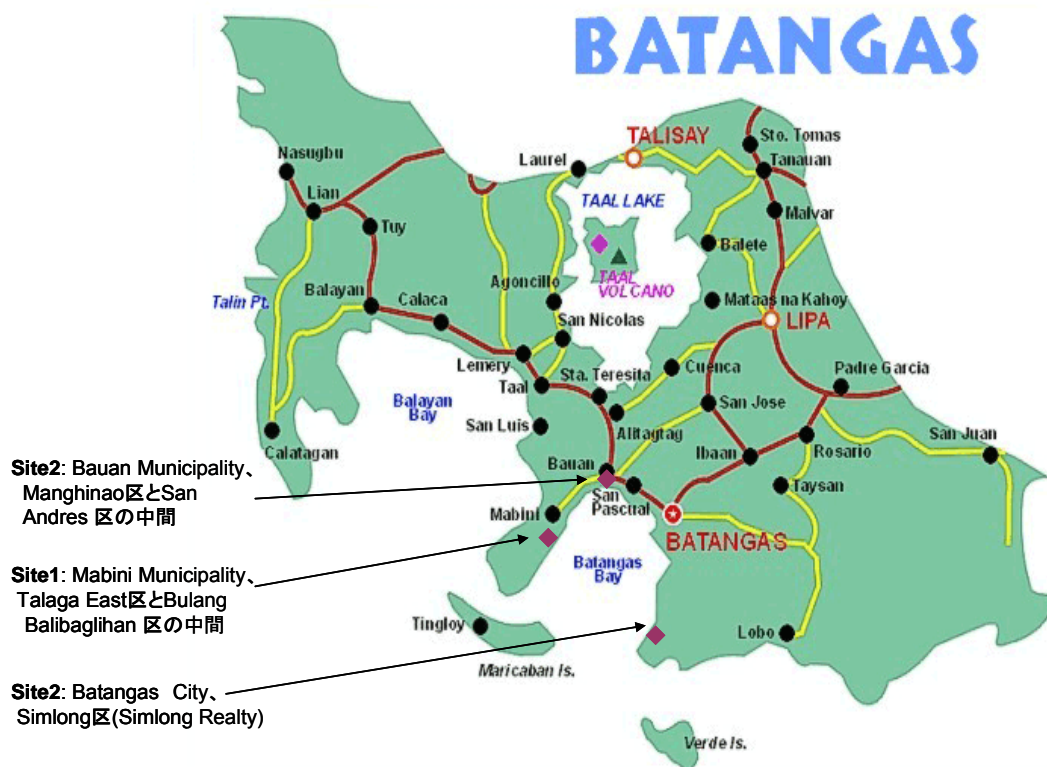 BATANGAS
Sto. Tomas
TALISAY
Nasugbu
Laurel
Tanauan
Lian
TAAL LAKE
Malvar
Tuy
Balete
TAAL
VOLCANO
Agoncillo
Talin Pt.
Balayan
Calaca
Mataas na Kahoy
San Nicolas
LIPA
Lemery
Sta. Teresita
Cuenca
Padre Garcia
Taal
Balayan
Bay
San Jose
San Luis
Alitagtag
Calatagan
Ibaan
Rosario
San Juan
Bauan
Taysan
San
Pascual
Mabini
BATANGAS
Batangas
Bay
Tingloy
Lobo
Maricaban Is.
Verde Is.
Site2: Bauan Municipality、
Manghinao区とSan
Andres 区の中間
Site1: Mabini Municipality、
Talaga East区とBulang
Balibaglihan 区の中間
Site2: Batangas City、
Simlong区(Simlong Realty)